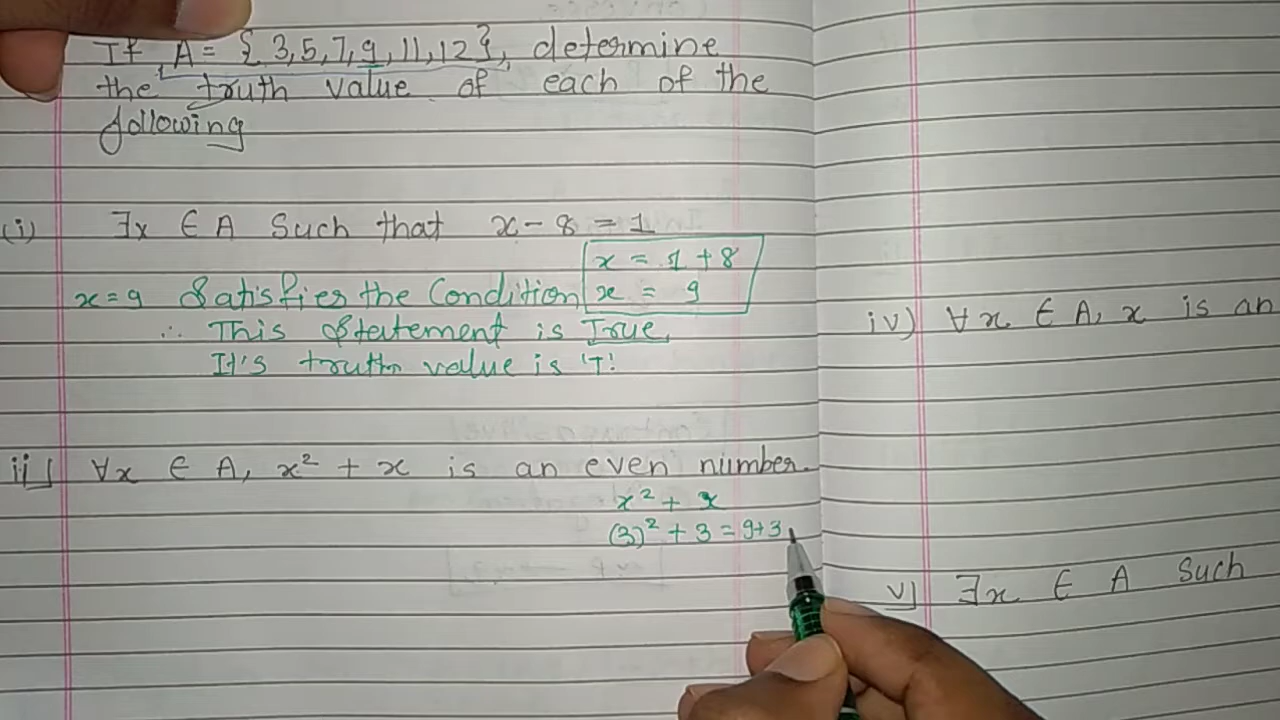 If A = { 3, 5, 7, 9, 11, 12 }, determine
the truth value of each of the
following
(i) ∃x ∈ A Such that x - 8 = 1
x = 1 + 8
x = 9 Satisfies the Condition x = 9
∴ This Statement is True.
It's truth value is 'T'.
ii] ∀x ∈ A, x² + x is an even number.
x² + x
(3)² + 3 = 9+3
iv) ∀x ∈ A, x is an
v] ∃x ∈ A Such